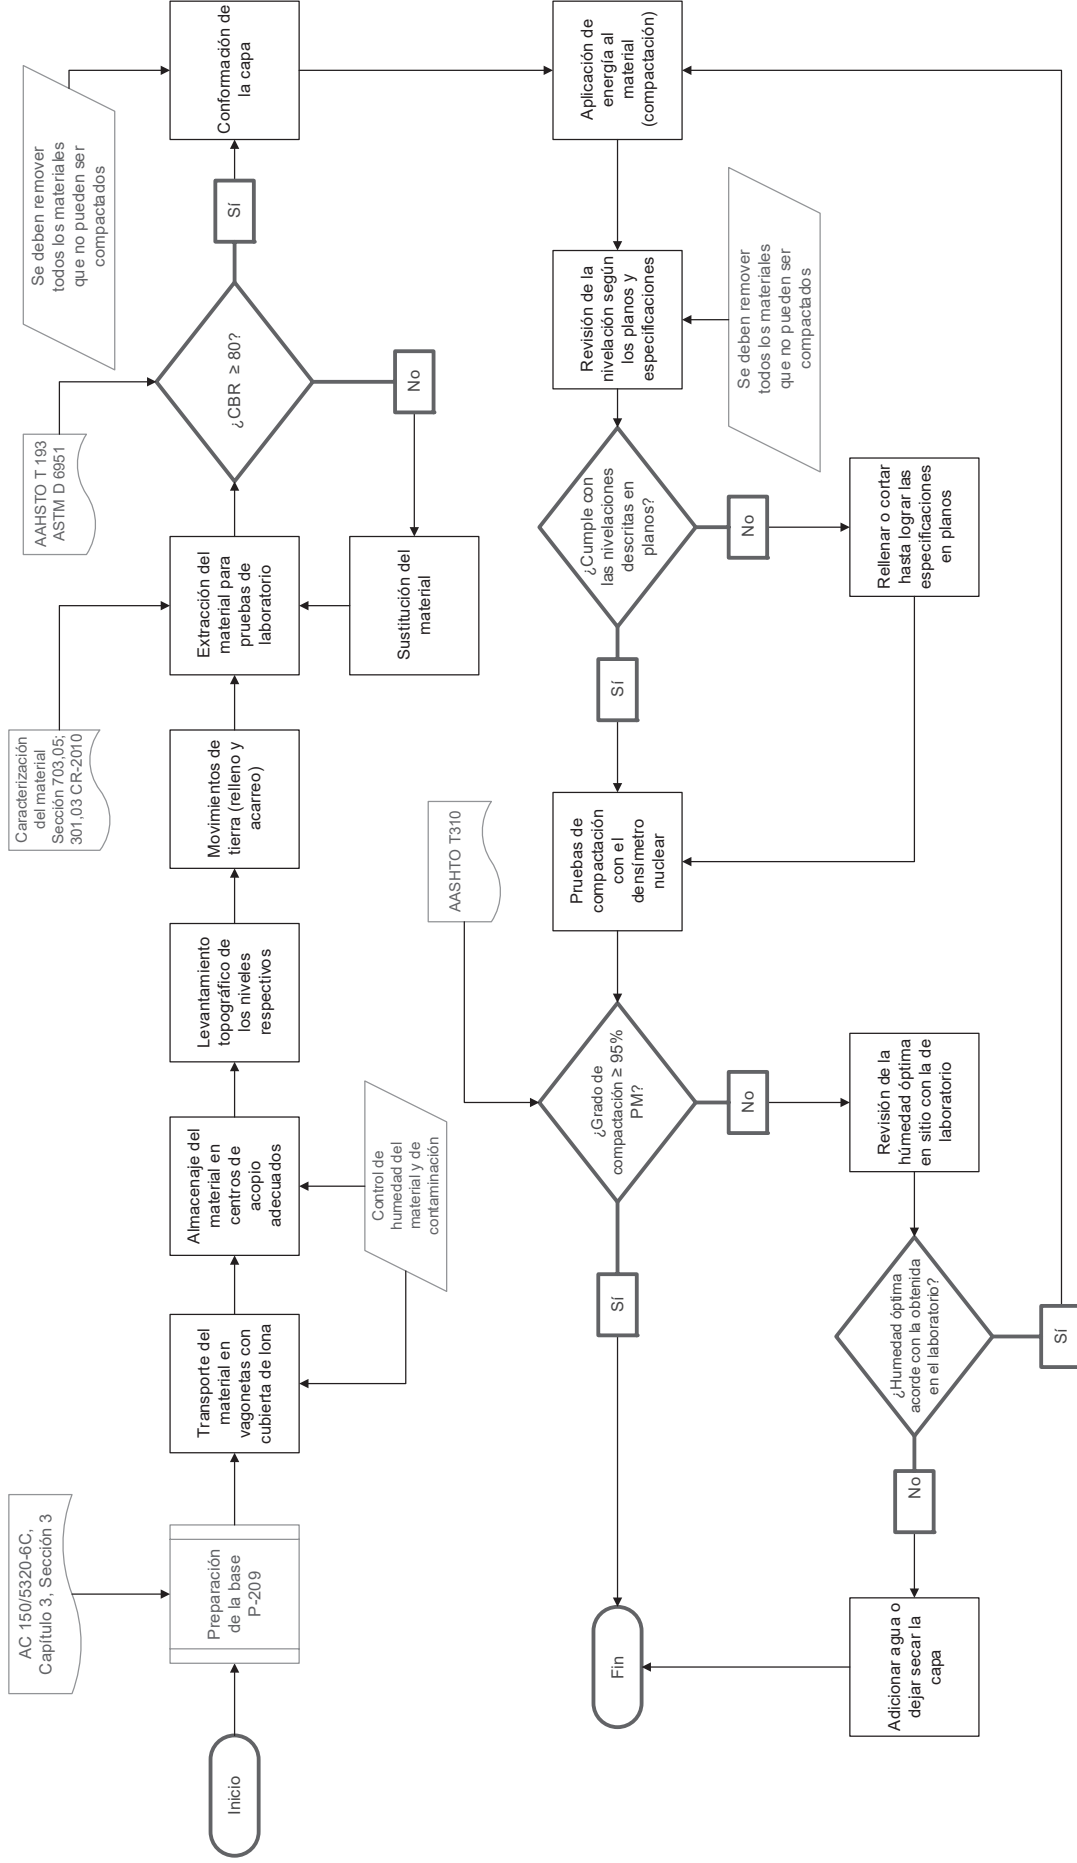 Inicio
AC 150/5320-6C,
Capítulo 3, Sección 3
Preparación
de la base
P-209
Transporte del
material en
vagonetas con
cubierta de lona
Almacenaje del
material en
centros de
acopio
adecuados
Control de
humedad del
material y de
contaminación
Levantamiento
topográfico de
los niveles
respectivos
Movimientos de
tierra (relleno y
acarreo)
Caracterización
del material
Sección 703,05;
301,03 CR-2010
Extracción del
material para
pruebas de
laboratorio
Sustitución del
material
AAHSTO T 193
ASTM D 6951
¿CBR ≥ 80?
No
Sí
Se deben remover
todos los materiales
que no pueden ser
compactados
Conformación de
la capa
Aplicación de
energía al
material
(compactación)
Revisión de la
nivelación según
los planos y
especificaciones
Se deben remover
todos los materiales
que no pueden ser
compactados
¿Cumple con
las nivelaciones
descritas en
planos?
No
Rellenar o cortar
hasta lograr las
especificaciones
en planos
Sí
Pruebas de
compactación
con el
densímetro
nuclear
AASHTO T310
¿Grado de
compactación ≥ 95%
PM?
No
Revisión de la
húmedad óptima
en sitio con la de
laboratorio
¿Humedad óptima
acorde con la obtenida
en el laboratorio?
Sí
No
Adicionar agua o
dejar secar la
capa
Sí
Fin